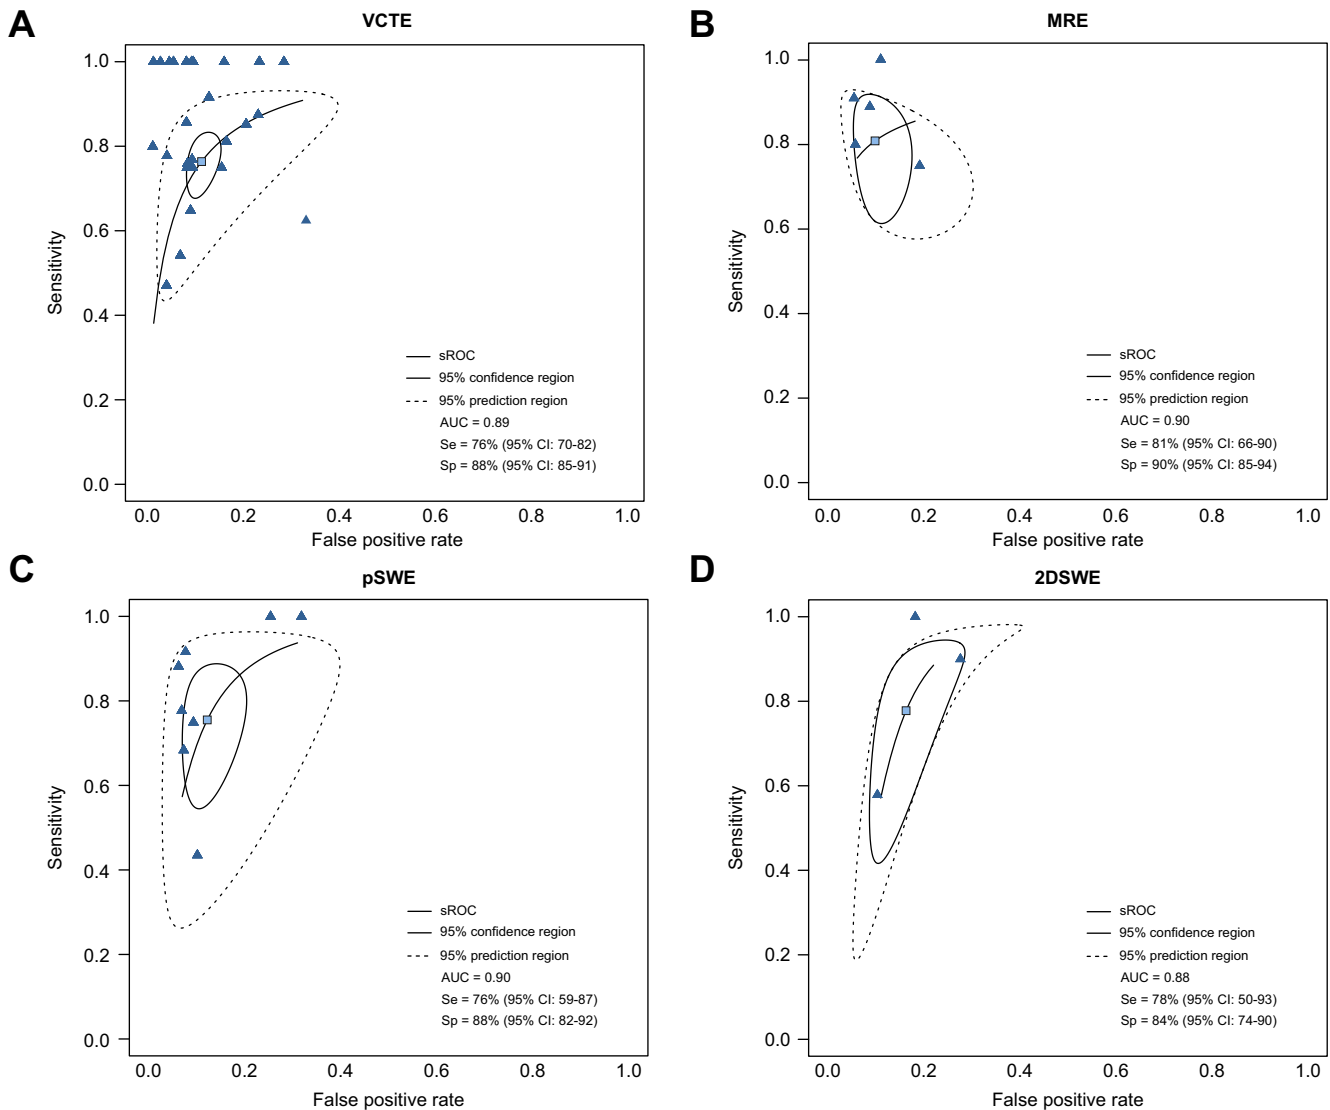 A
VCTE
1.0
0.8
0.6
0.4
0.2
0.0
Sensitivity
sROC
95% confidence region
95% prediction region
AUC = 0.89
Se = 76% (95% CI: 70-82)
Sp = 88% (95% CI: 85-91)
0.0 0.2 0.4 0.6 0.8 1.0
False positive rate
B
MRE
1.0
0.8
0.6
0.4
0.2
0.0
Sensitivity
sROC
95% confidence region
95% prediction region
AUC = 0.90
Se = 81% (95% CI: 66-90)
Sp = 90% (95% CI: 85-94)
0.0 0.2 0.4 0.6 0.8 1.0
False positive rate
C
pSWE
1.0
0.8
0.6
0.4
0.2
0.0
Sensitivity
sROC
95% confidence region
95% prediction region
AUC = 0.90
Se = 76% (95% CI: 59-87)
Sp = 88% (95% CI: 82-92)
0.0 0.2 0.4 0.6 0.8 1.0
False positive rate
D
2DSWE
1.0
0.8
0.6
0.4
0.2
0.0
Sensitivity
sROC
95% confidence region
95% prediction region
AUC = 0.88
Se = 78% (95% CI: 50-93)
Sp = 84% (95% CI: 74-90)
0.0 0.2 0.4 0.6 0.8 1.0
False positive rate